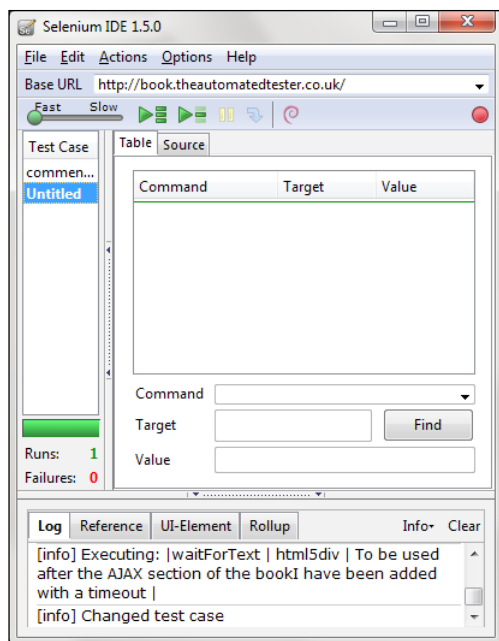 Selenium IDE 1.5.0
File Edit Actions Options Help
Base URL http://book.theautomatedtester.co.uk/
Fast Slow
Test Case
commen...
Untitled
Table Source
Command Target Value
Command
Target Find
Value
Runs: 1
Failures: 0
Log Reference UI-Element Rollup Info Clear
[info] Executing: |waitForText | html5div | To be used
after the AJAX section of the bookI have been added
with a timeout |
[info] Changed test case